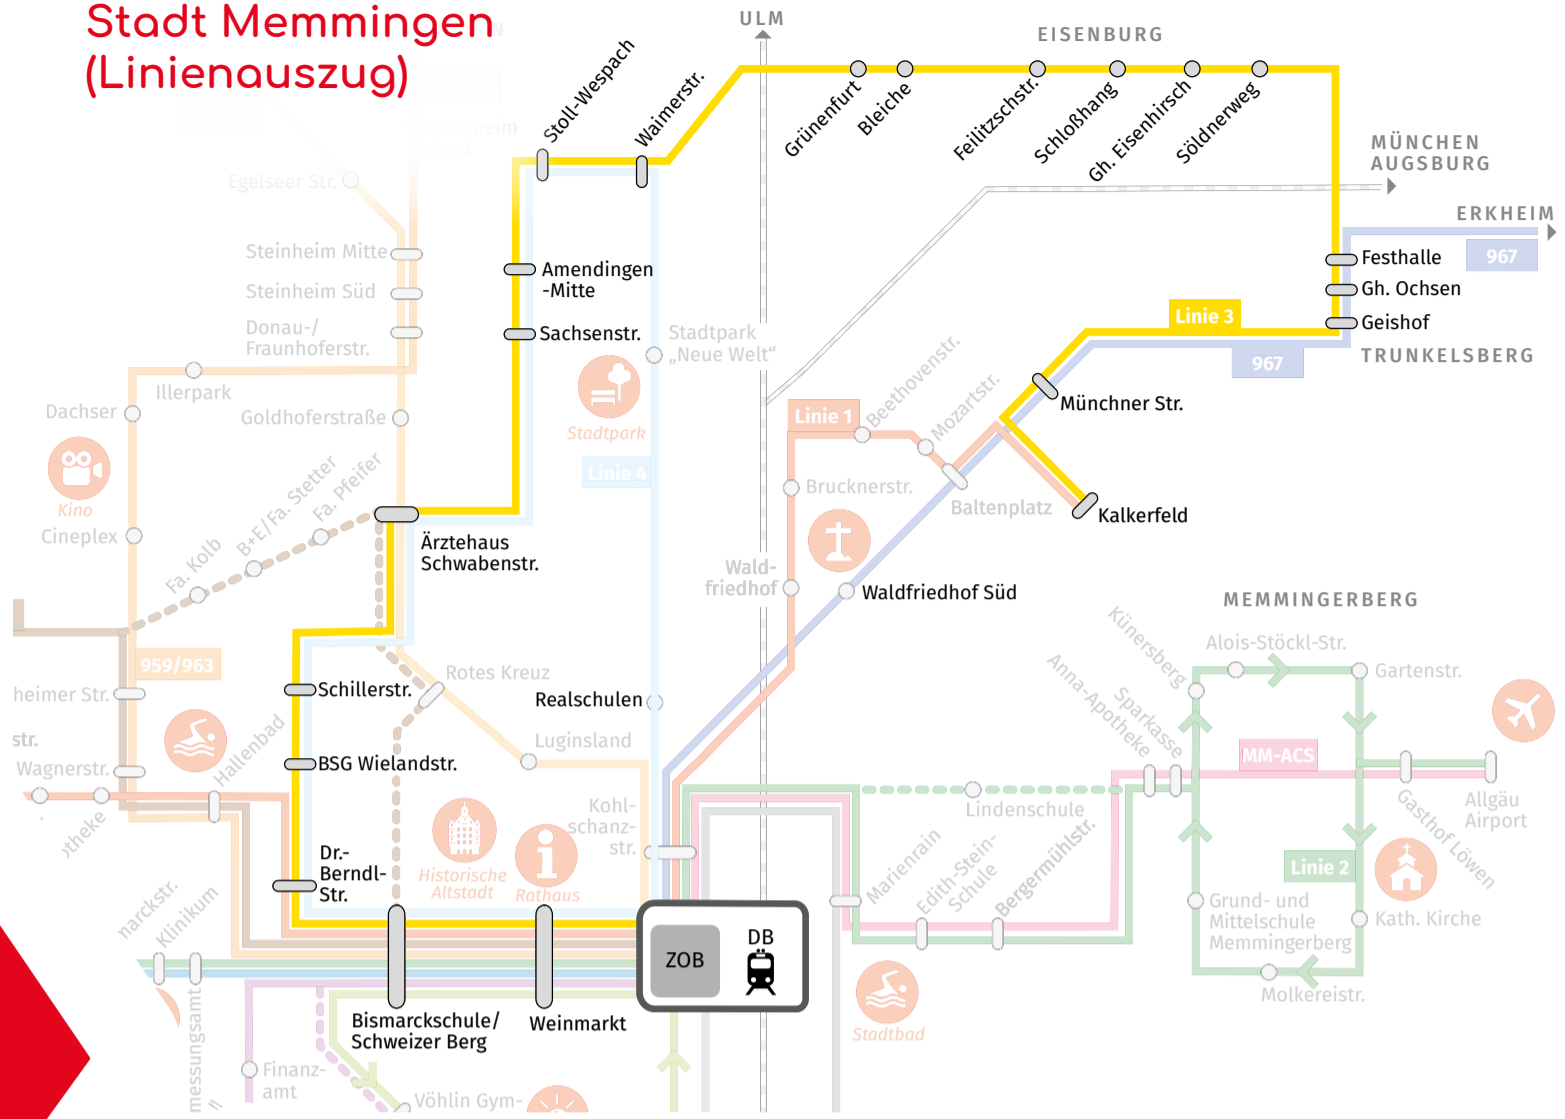 Stadt Memmingen
(Linienauszug)
ULM
EISENBURG
MÜNCHEN
AUGSBURG
ERKHEIM
967
Stoll-Wespach
Waimerstr.
Grünenfurt
Bleiche
Feilitzschstr.
Schloßhang
Gh. Eisenhirsch
Söldnerweg
Egelseer Str.
Steinheim Mitte
Steinheim Süd
Donau-/
Fraunhoferstr.
Illerpark
Dachser
Goldhoferstraße
Kino
Cineplex
Fa. Kolb
B+E/Fa. Stetter
Fa. Pfeifer
Amendingen
-Mitte
Sachsenstr.
Stadtpark
„Neue Welt“
Stadtpark
Linie 4
Festhalle
Gh. Ochsen
Geishof
TRUNKELSBERG
Linie 3
967
Münchner Str.
Kalkerfeld
Linie 1
Beethovenstr.
Mozartstr.
Brucknerstr.
Baltenplatz
Wald-
friedhof
Waldfriedhof Süd
Ärztehaus
Schwabenstr.
959/963
heimer Str.
str.
Wagnerstr.
otheke
Hallenbad
Schillerstr.
BSG Wielandstr.
Dr.-
Berndl-
Str.
Rotes Kreuz
Luginsland
Realschulen
Kohl-
schanz-
str.
Historische
Altstadt
Rathaus
ZOB
DB
narckstr.
Klinikum
messungsamt
Bismarckschule/
Schweizer Berg
Weinmarkt
Finanz-
amt
Vöhlin Gym-
MEMMINGERBERG
Künersberg
Alois-Stöckl-Str.
Gartenstr.
Anna-Apotheke
Sparkasse
MM-ACS
Lindenschule
Marienrain
Edith-Stein-
Schule
Bergermühlstr.
Stadtbad
Linie 2
Gasthof Löwen
Allgäu
Airport
Grund- und
Mittelschule
Memmingerberg
Kath. Kirche
Molkereistr.